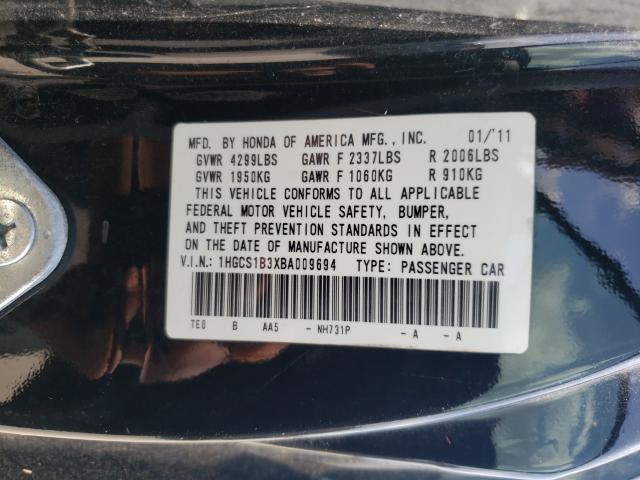 MFD. BY HONDA OF AMERICA MFG., INC. 01/'11
GVWR 4299LBS GAWR F 2337LBS R 2006LBS
GVWR 1950KG GAWR F 1060KG R 910KG
THIS VEHICLE CONFORMS TO ALL APPLICABLE
FEDERAL MOTOR VEHICLE SAFETY, BUMPER,
AND THEFT PREVENTION STANDARDS IN EFFECT
ON THE DATE OF MANUFACTURE SHOWN ABOVE.
V.I.N.: 1HGCS1B3XBA009694 TYPE: PASSENGER CAR
TE0 B AA5 - NH731P - A - A